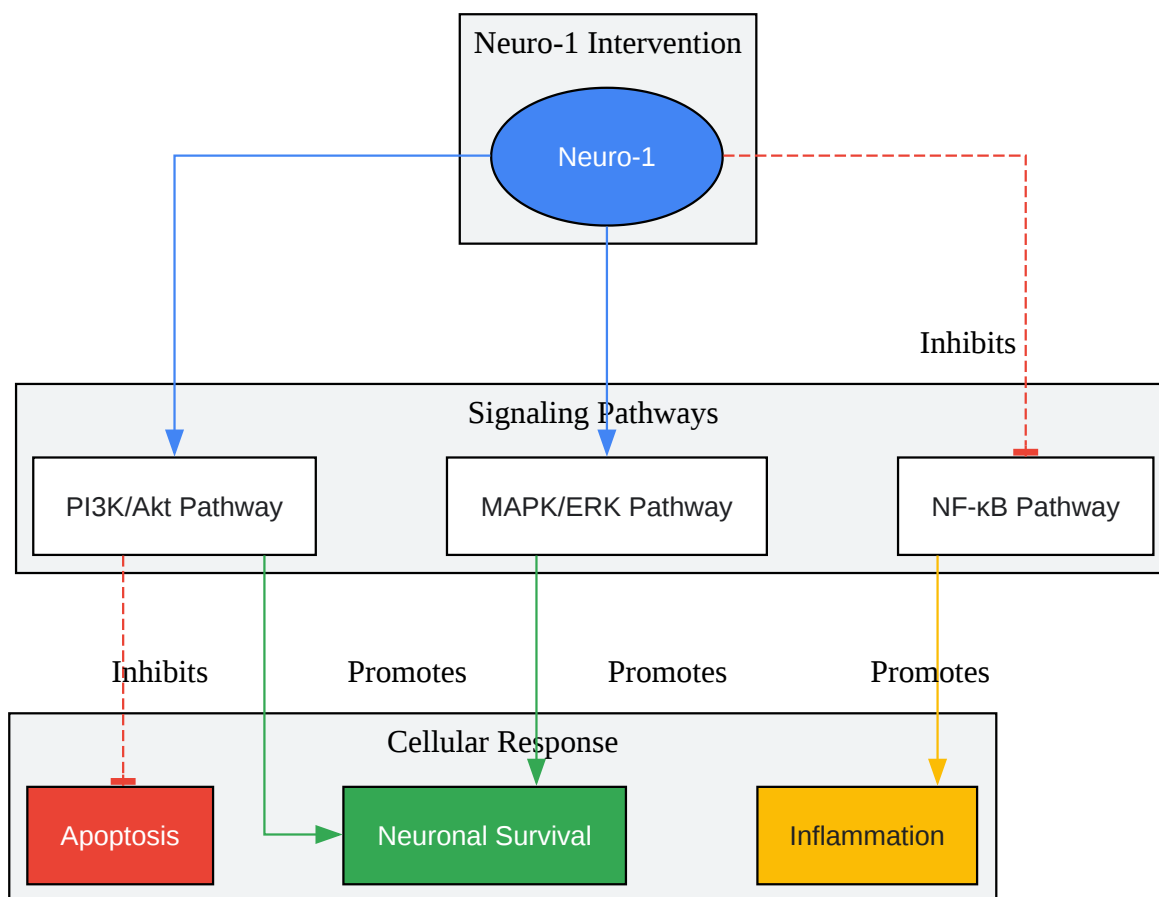 Neuro-1 Intervention
Neuro-1
Inhibits
Signaling Pathways
PI3K/Akt Pathway
MAPK/ERK Pathway
NF-κB Pathway
Inhibits
Promotes
Promotes
Promotes
Cellular Response
Apoptosis
Neuronal Survival
Inflammation